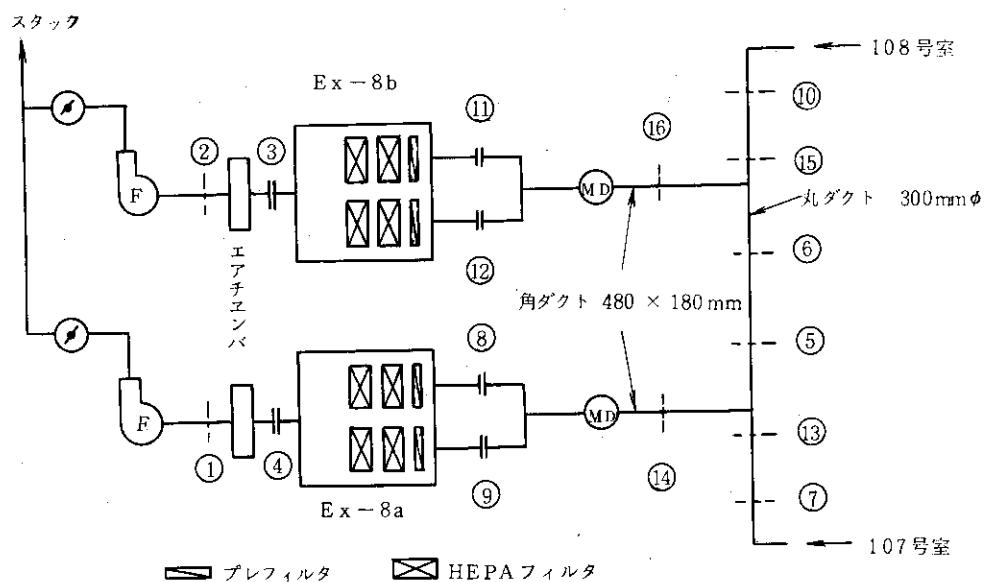 スタック
108号室
Ex-8b
⑪
⑩
⑯
②
③
⑮
F
MD
丸ダクト 300mmφ
エアチエンバ
⑫
⑥
角ダクト 480 × 180mm
⑧
⑤
F
MD
⑬
①
④
⑨
⑭
⑦
Ex-8a
107号室
プレフィルタ
HEPAフィルタ